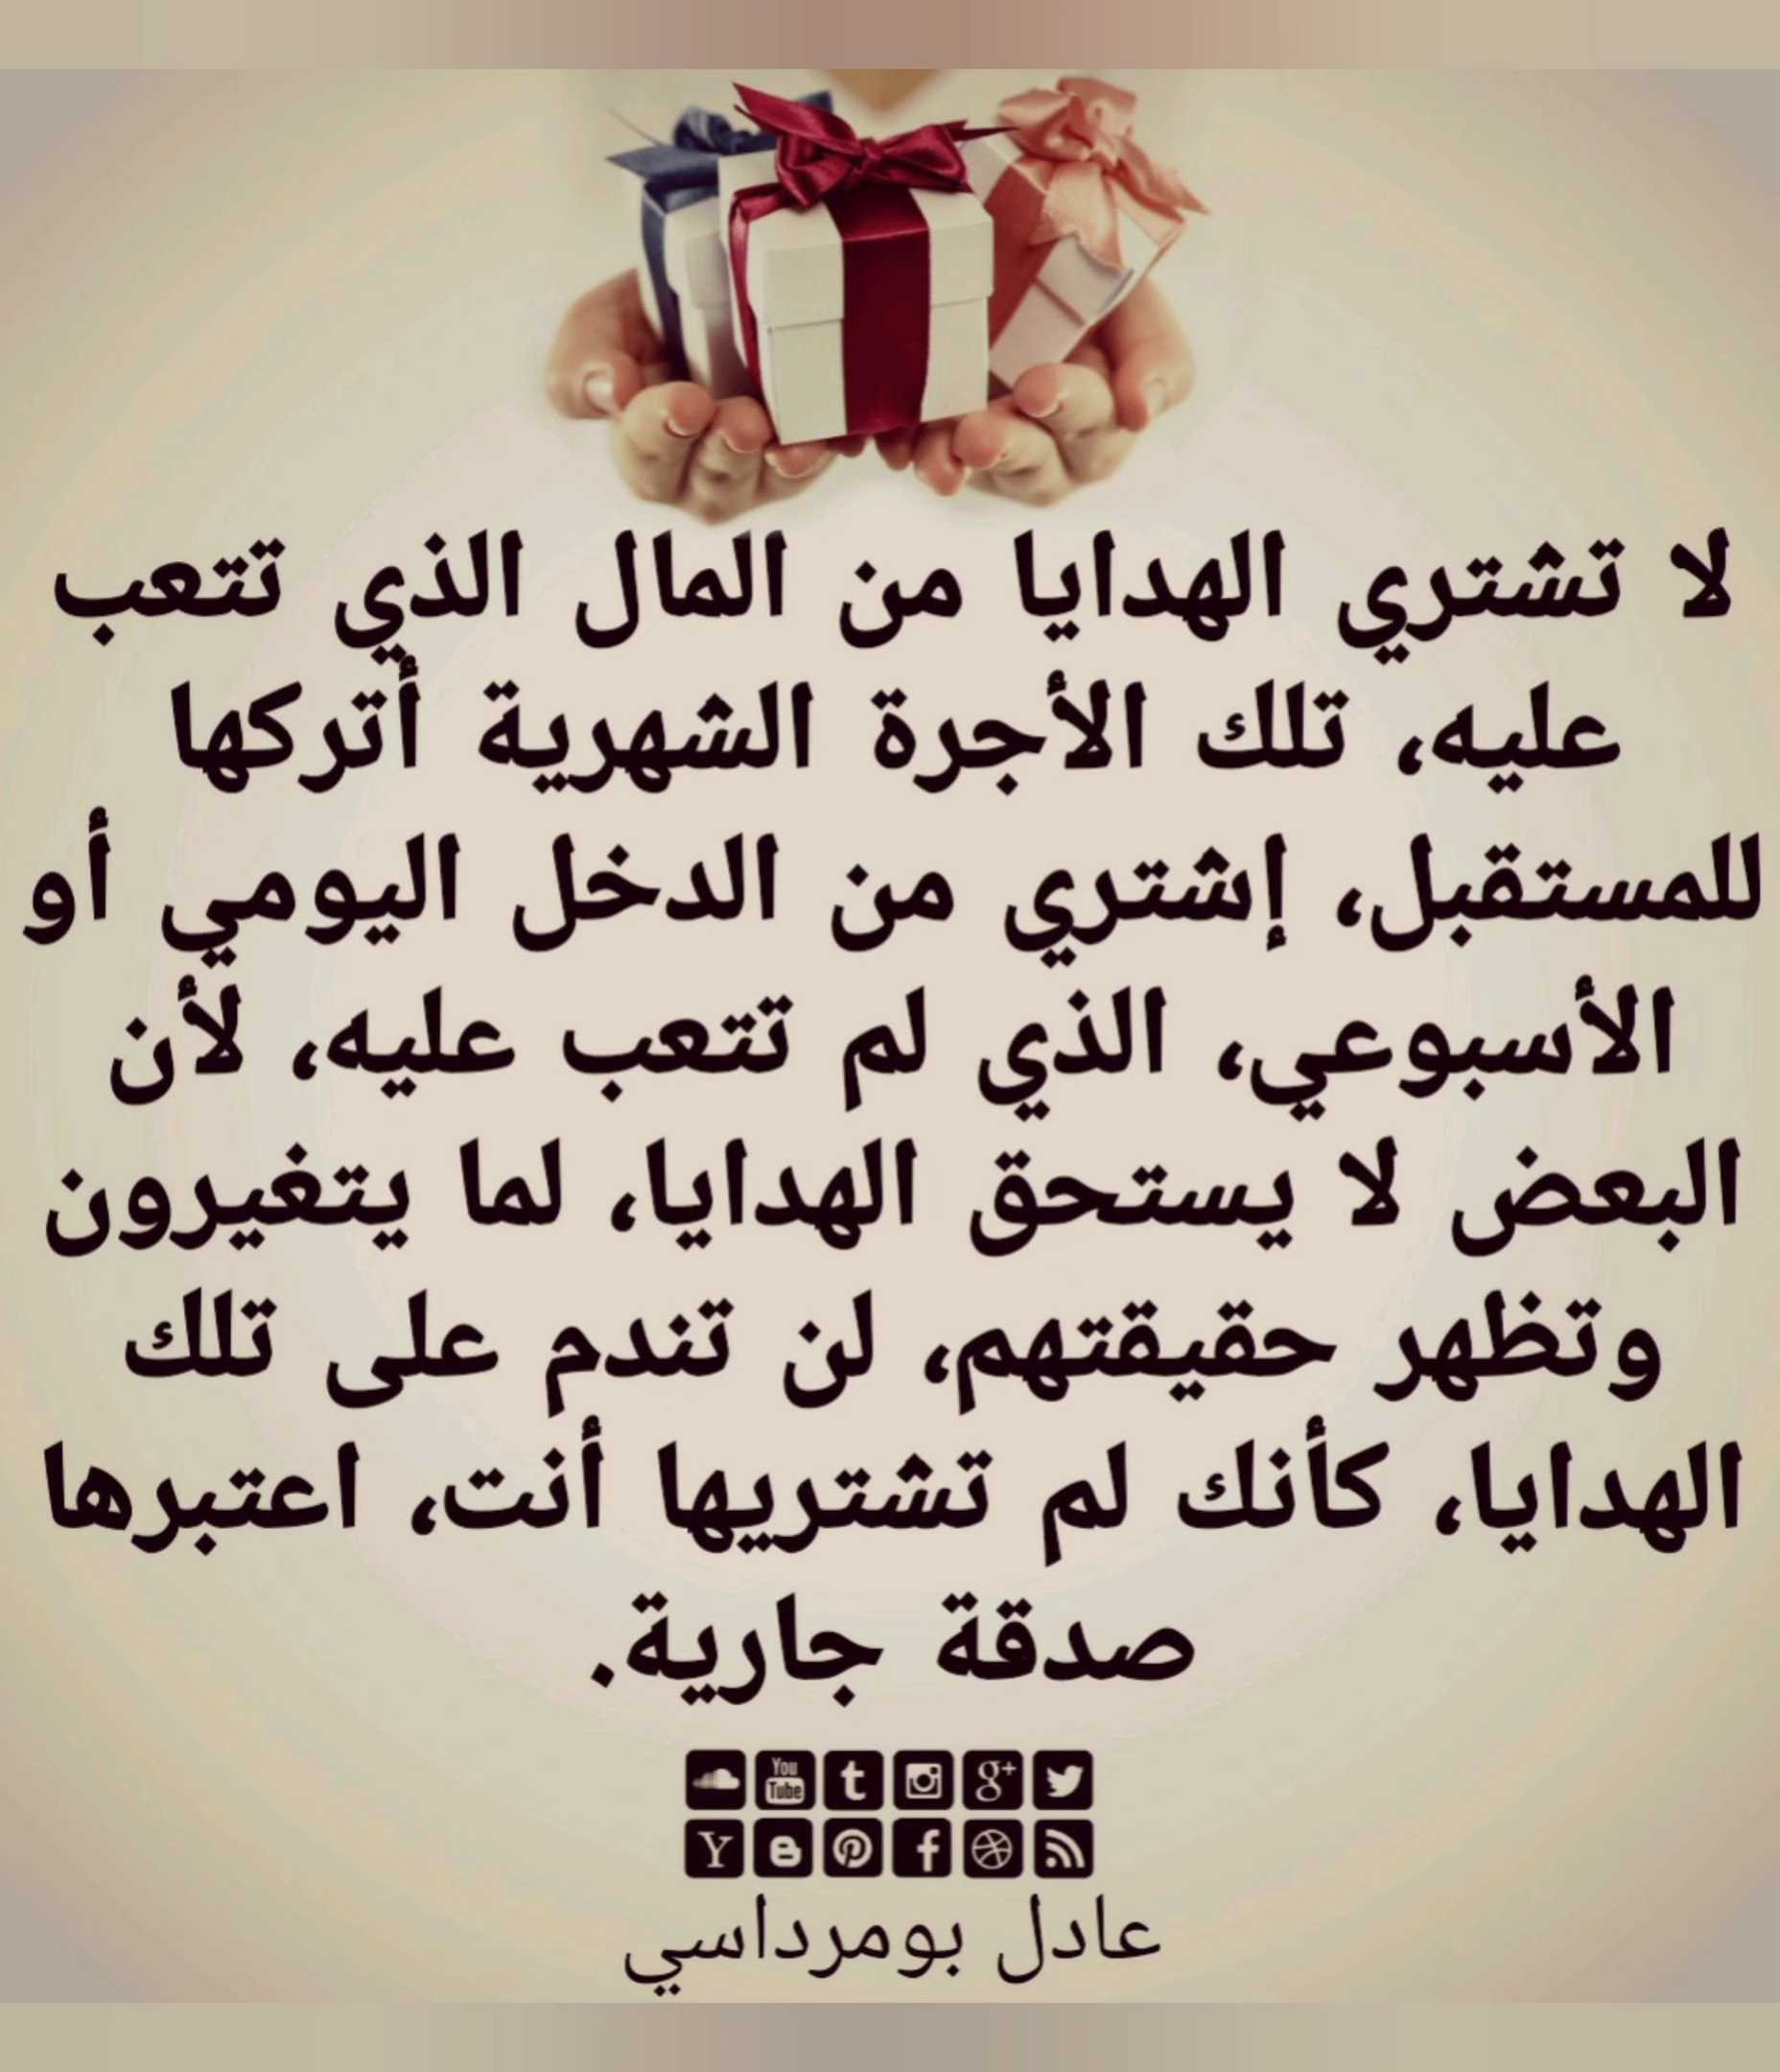 لا تشتري الهدايا من المال الذي تتعب
عليه، تلك الأجرة الشهرية أتركها
للمستقبل، إشتري من الدخل اليومي أو
الأسبوعي، الذي لم تتعب عليه، لأن
البعض لا يستحق الهدايا، لما يتغيرون
وتظهر حقيقتهم، لن تندم على تلك
الهدايا، كأنك لم تشتريها أنت، اعتبرها
صدقة جارية.
You Tube t g+
Y B f
عادل بومرداسي